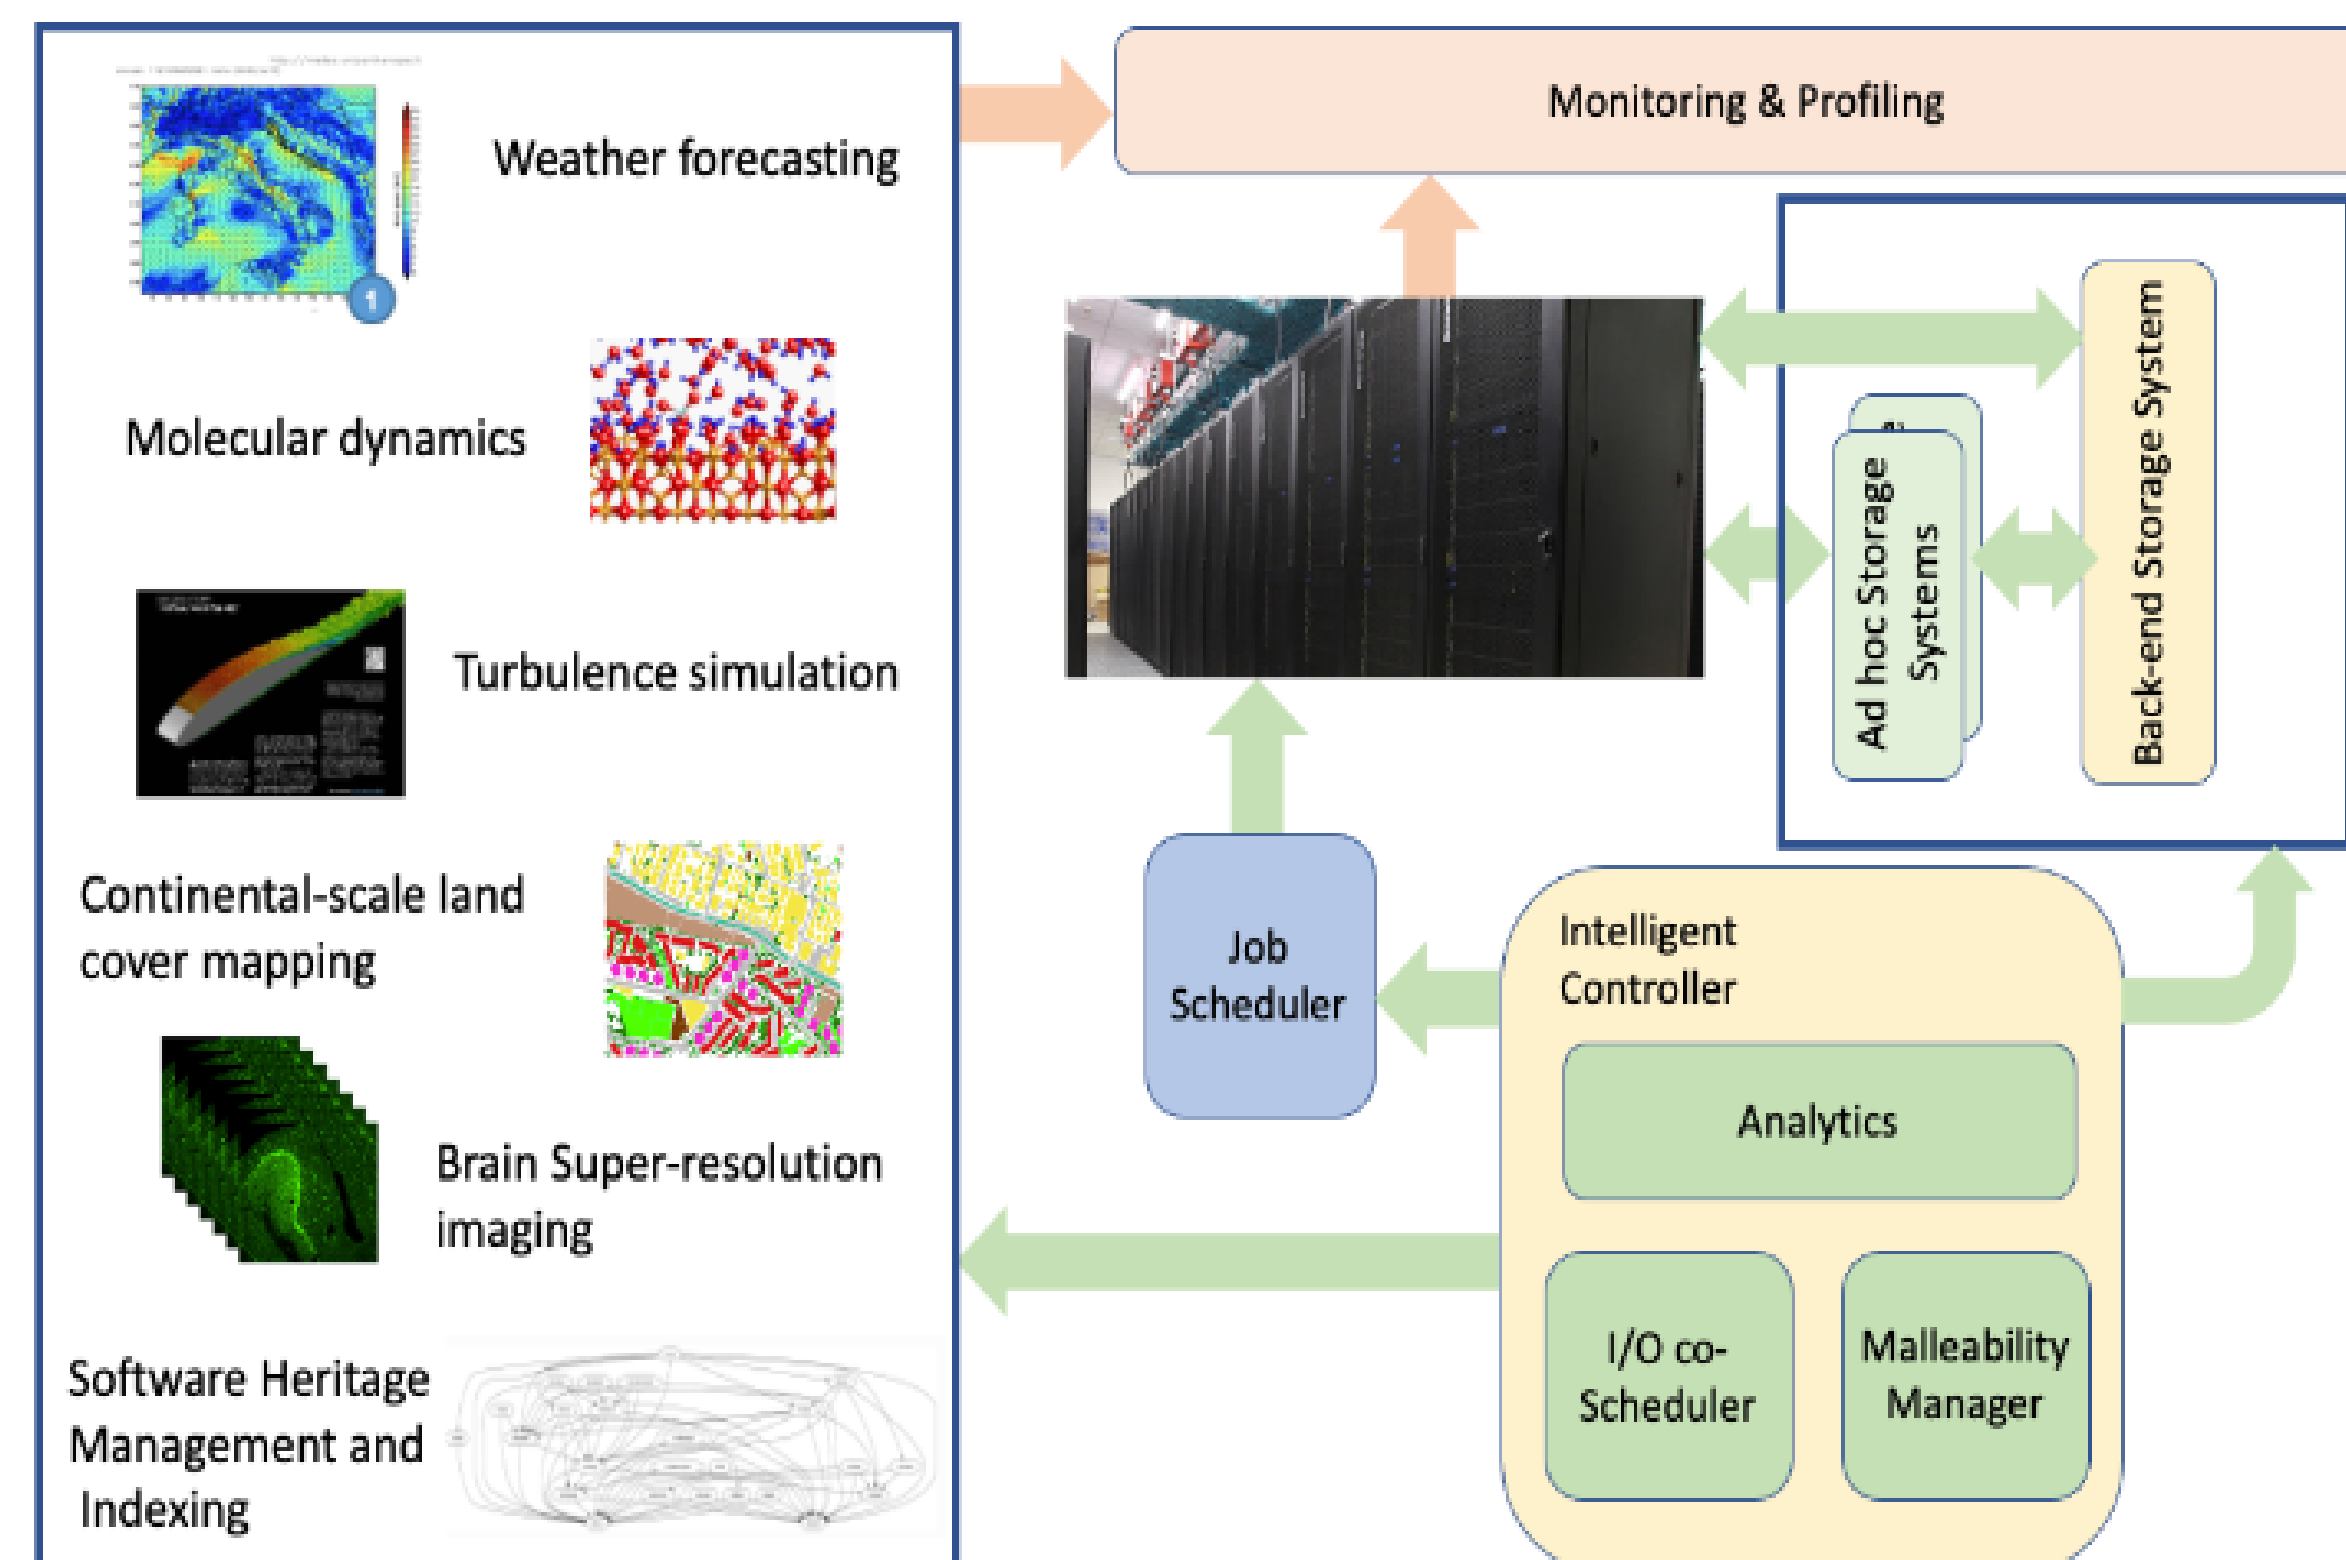 Weather forecasting
1
Molecular dynamics
Turbulence simulation
Continental-scale land
cover mapping
Brain Super-resolution
imaging
Software Heritage
Management and
Indexing
Monitoring & Profiling
Ad hoc Storage
Systems
Back-end Storage System
Job
Scheduler
Intelligent
Controller
Analytics
I/O co-
Scheduler
Malleability
Manager